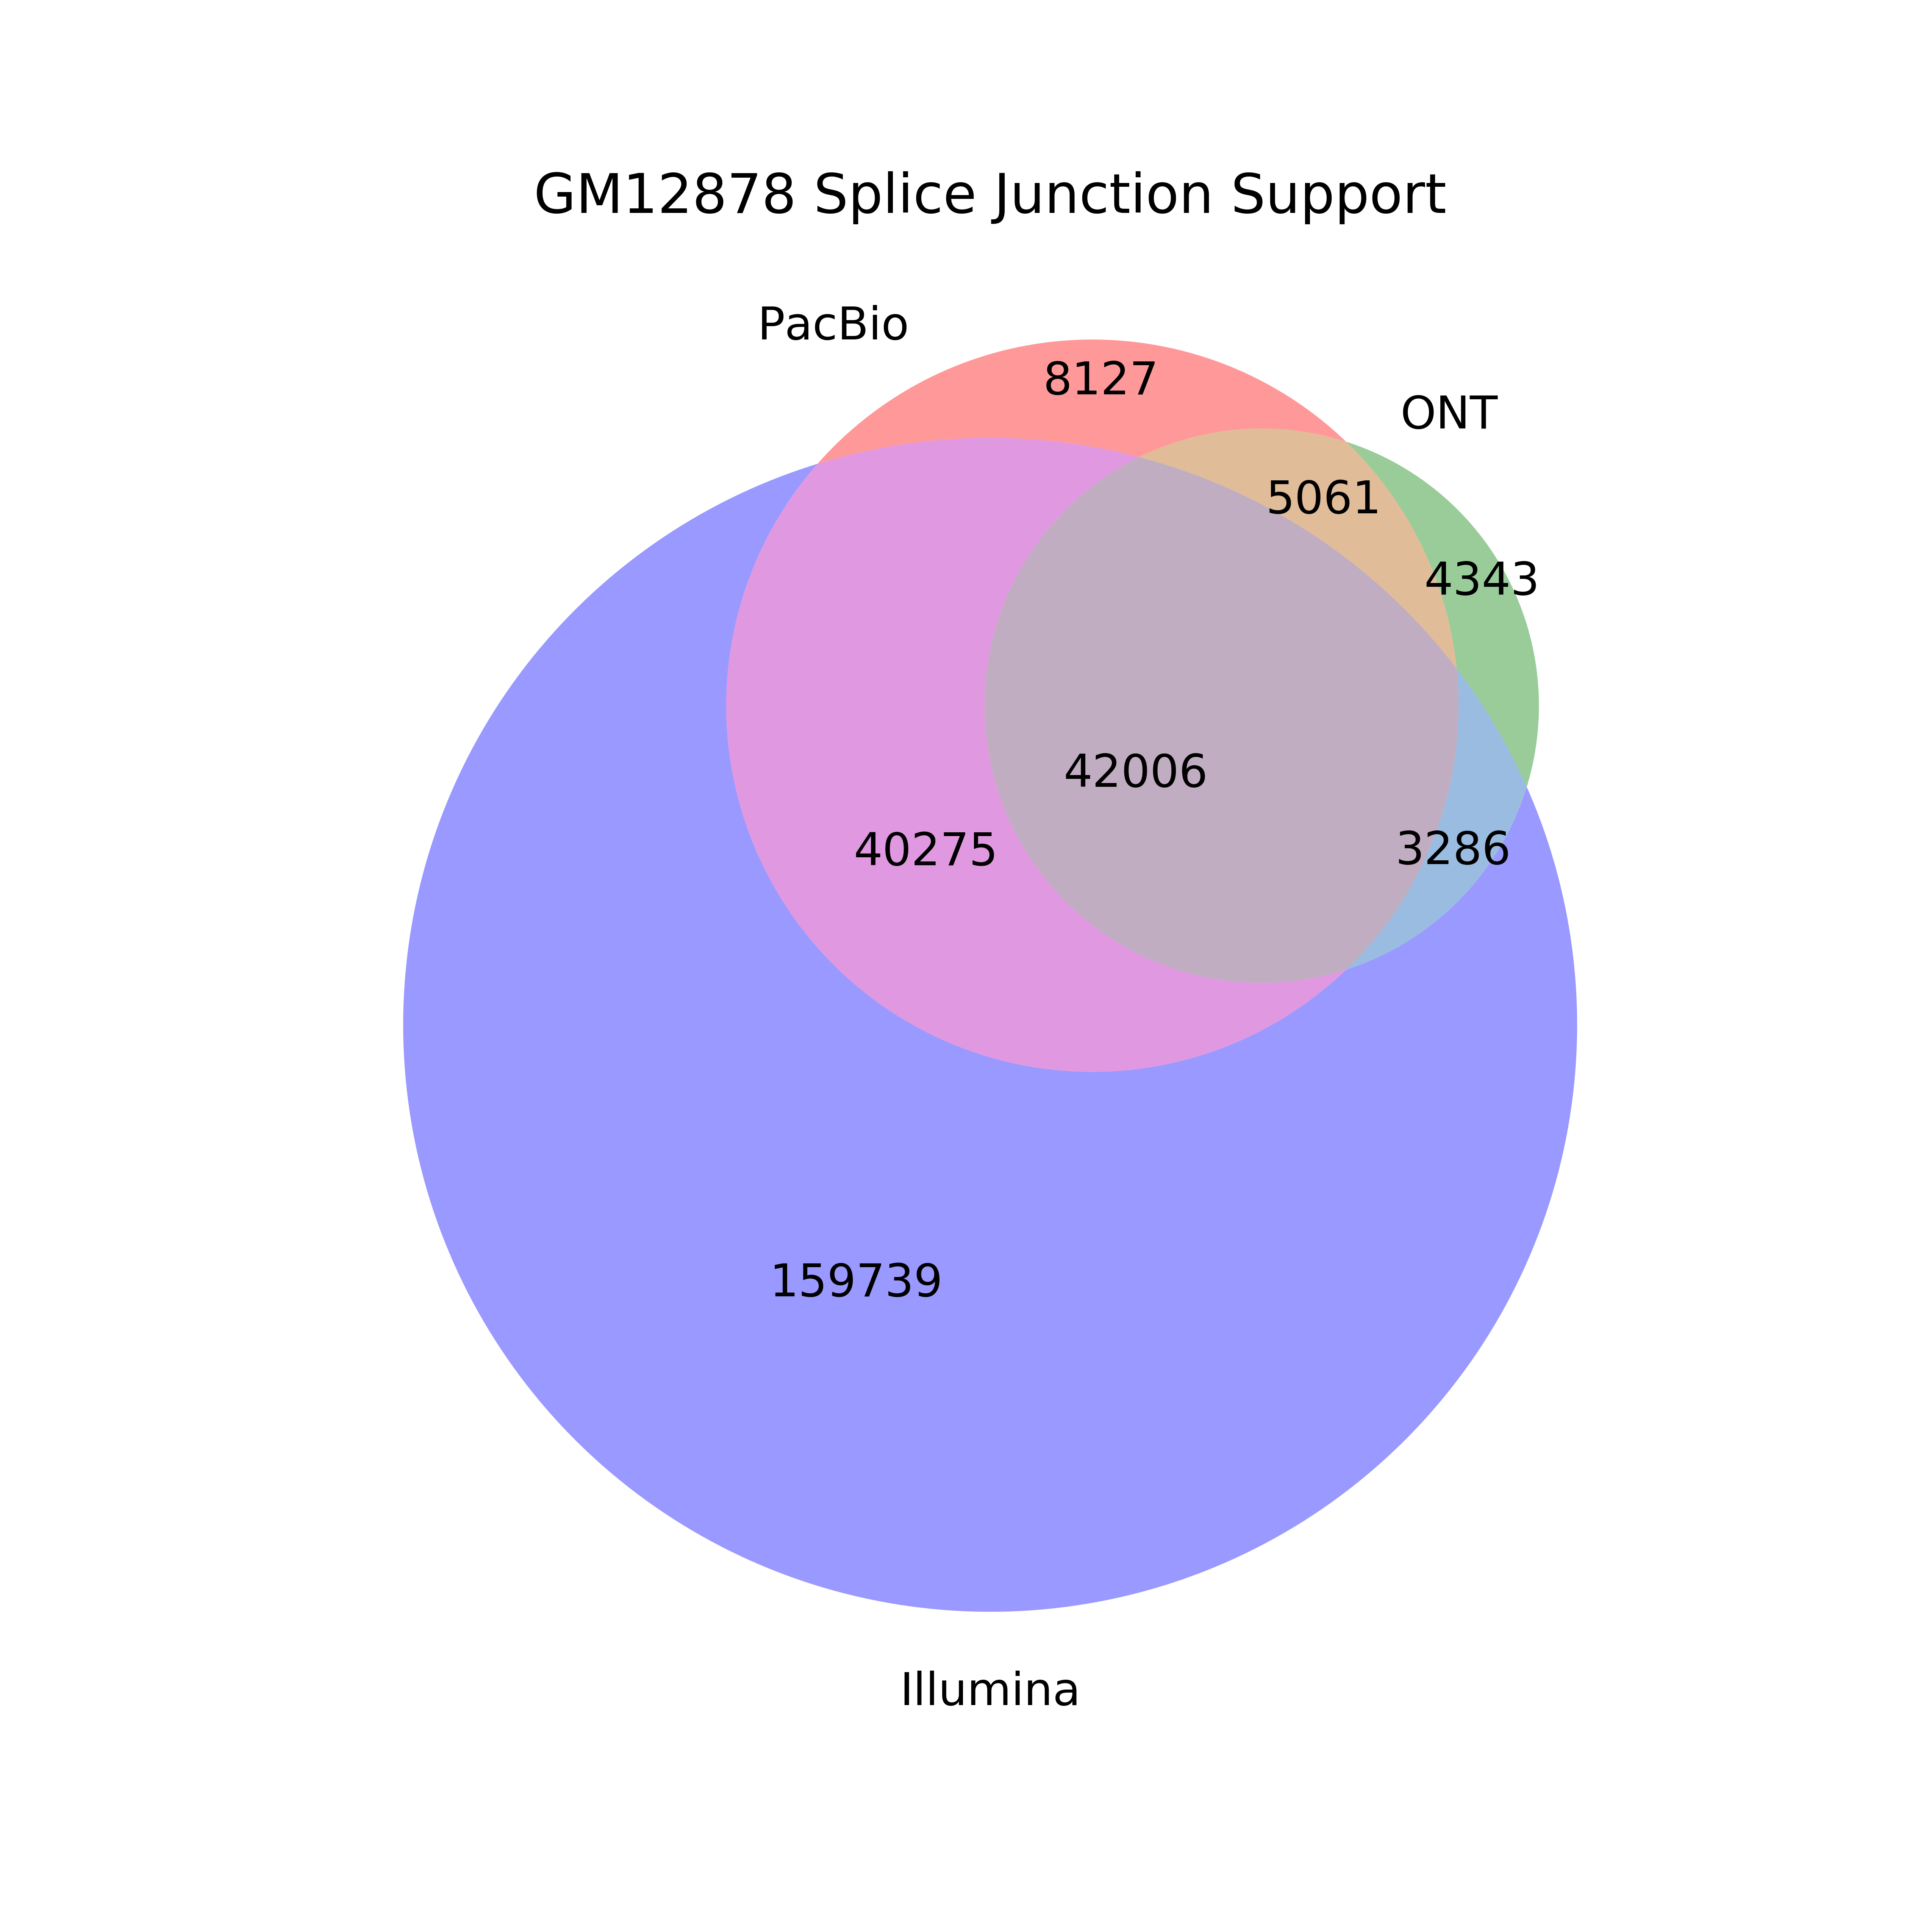 GM12878 Splice Junction Support
PacBio
8127
ONT
5061
4343
42006
40275
3286
159739
Illumina